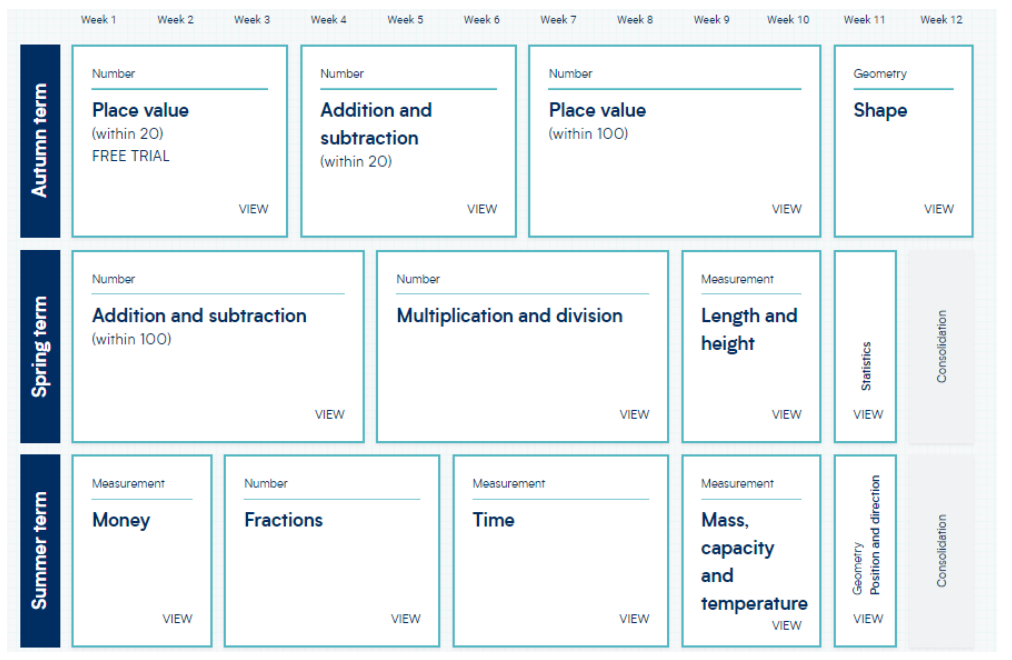 Week 1 Week 2 Week 3 Week 4 Week 5 Week 6 Week 7 Week 8 Week 9 Week 10 Week 11 Week 12
Autumn term
Number
Place value
(within 20)
FREE TRIAL
VIEW
Number
Addition and
subtraction
(within 20)
VIEW
Number
Place value
(within 100)
VIEW
Geometry
Shape
VIEW
Spring term
Number
Addition and subtraction
(within 100)
VIEW
Number
Multiplication and division
VIEW
Measurement
Length and
height
VIEW
Statistics
VIEW
Consolidation
Summer term
Measurement
Money
VIEW
Number
Fractions
VIEW
Measurement
Time
VIEW
Measurement
Mass,
capacity
and
temperature
VIEW
Geometry
Position and direction
VIEW
Consolidation